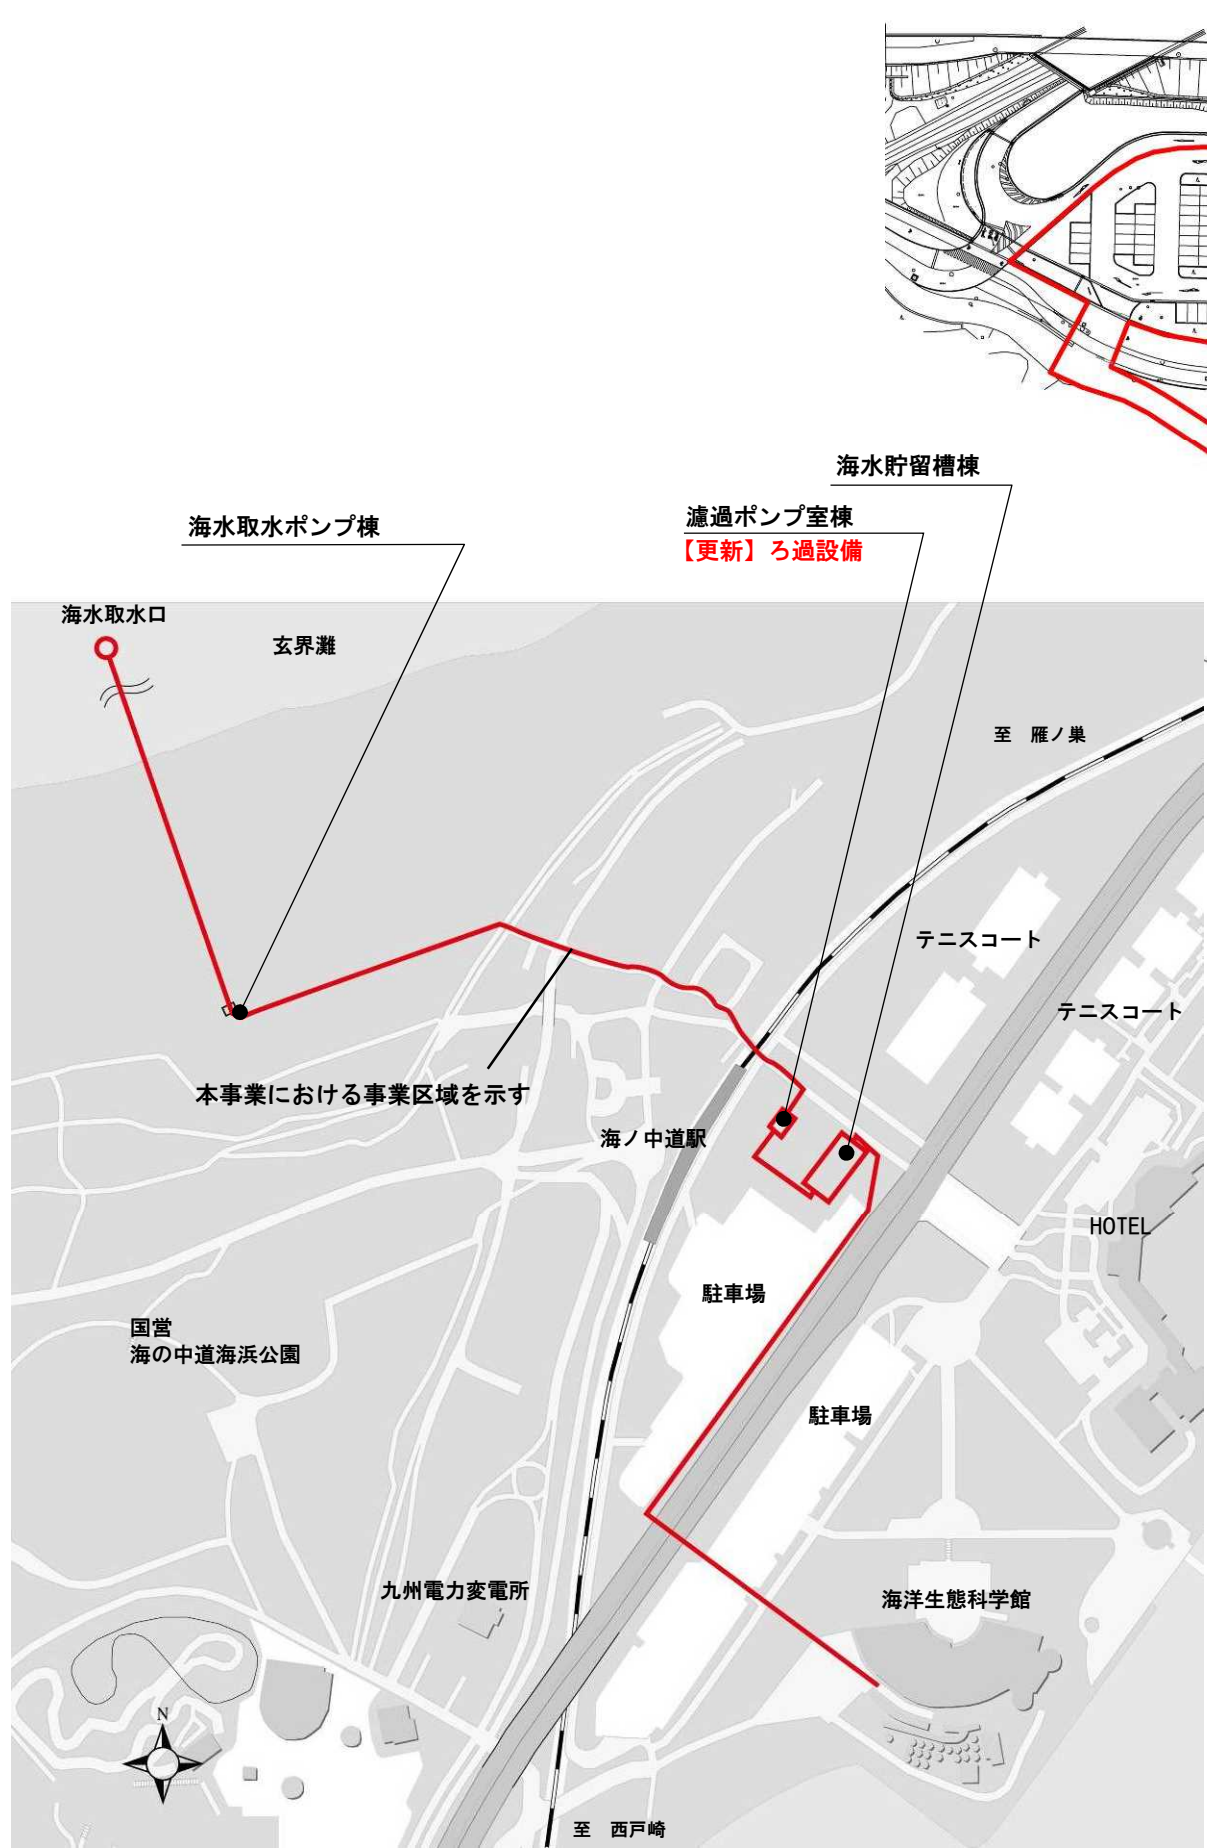 海水貯留槽棟
濾過ポンプ室棟
【更新】ろ過設備
海水取水ポンプ棟
海水取水口
玄界灘
至 雁ノ巣
テニスコート
テニスコート
本事業における事業区域を示す
海ノ中道駅
HOTEL
駐車場
国営
海の中道海浜公園
駐車場
九州電力変電所
海洋生態科学館
N
至 西戸崎